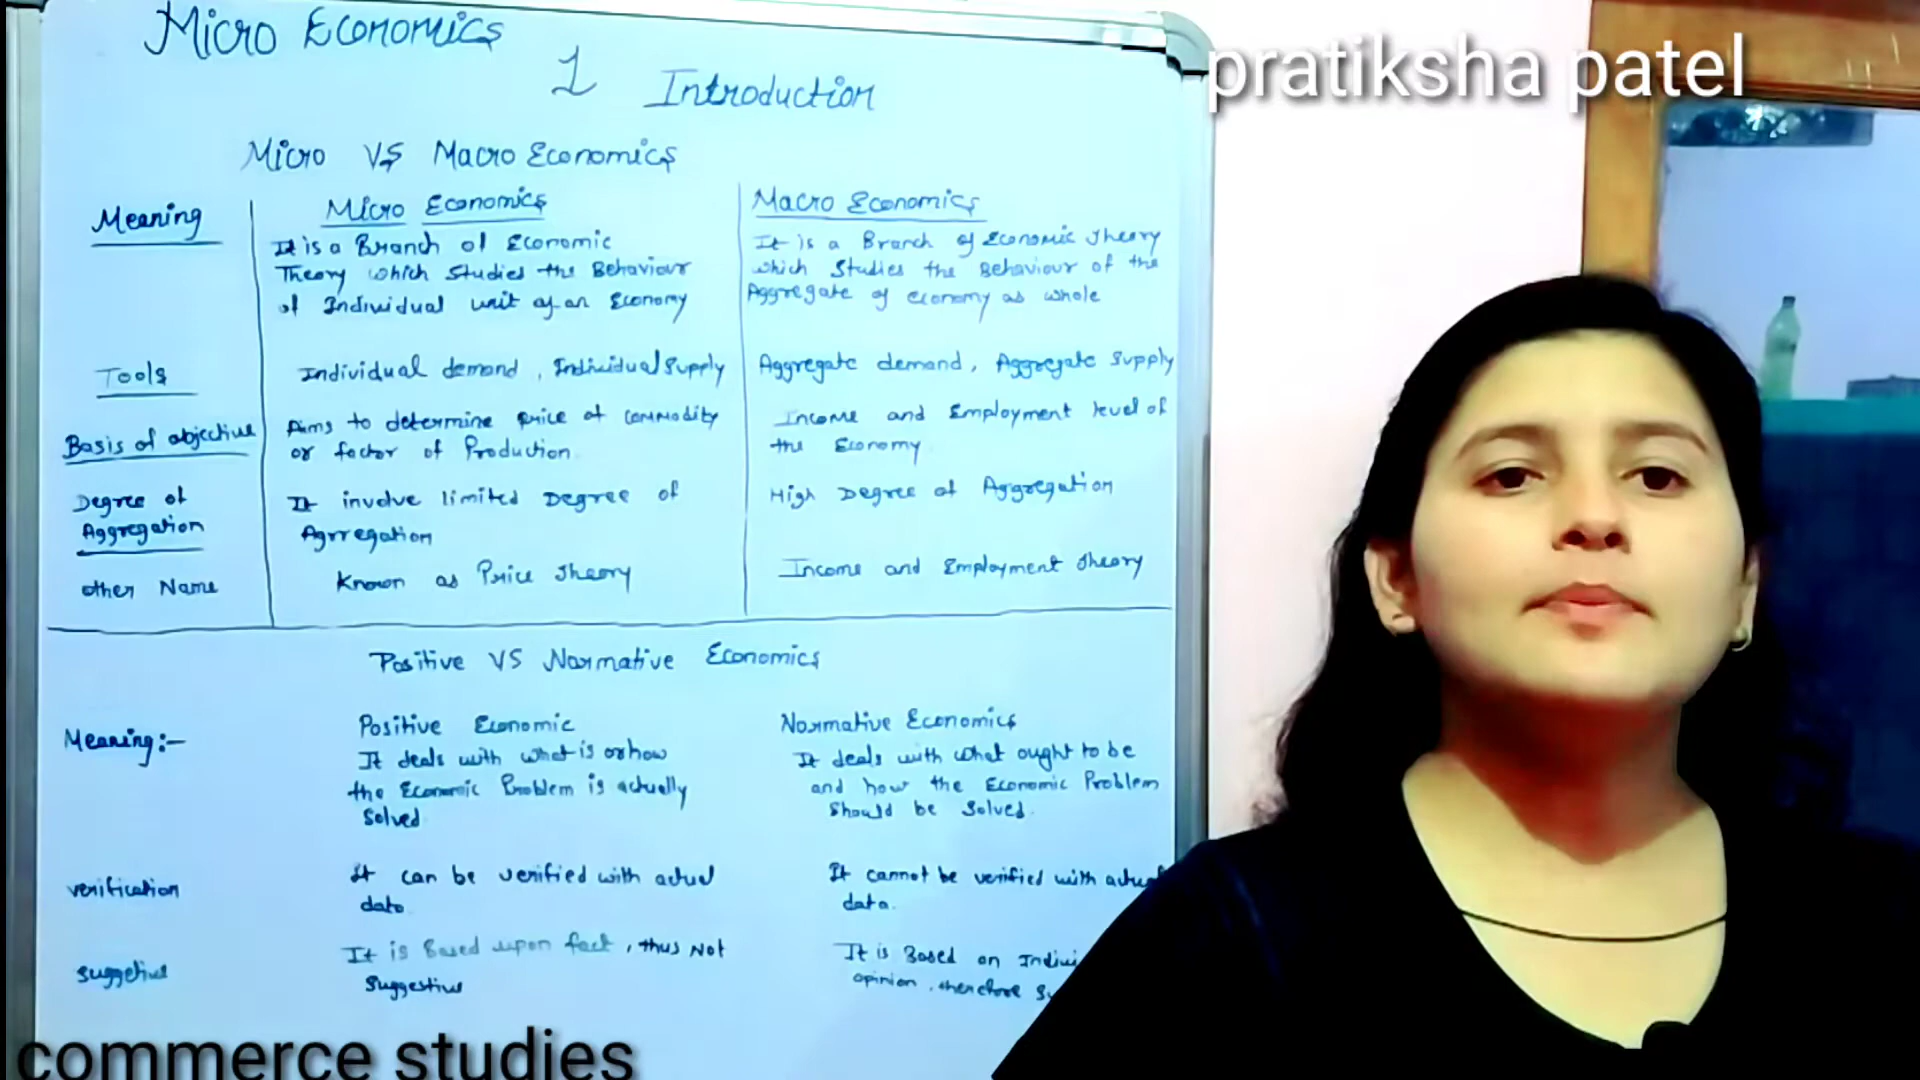 Micro Economics
1 Introduction
pratiksha patel
Micro VS Macro Economics
Meaning
Micro Economics
It is a Branch of Economic
Theory which Studies the Behaviour
of Individual unit of an Economy
Macro Economics
It is a Branch of Economic Theory
which Studies the Behaviour of the
Aggregate of economy as whole
Tools
Individual demand, Individual Supply
Aggregate demand, Aggregate Supply
Basis of objective
Aims to determine price of commodity
or factor of Production
Income and Employment level of
the Economy
Degree of
Aggregation
It involve limited Degree of
Agrregation
High Degree of Aggregation
other Name
Known as Price Theory
Income and Employment Theory
Positive VS Normative Economics
Meaning:-
Positive Economic
It deals with what is or how
the Economic Problem is actually
Solved
Normative Economics
It deals with what ought to be
and how the Economic Problem
Should be Solved.
verification
It can be verified with actual
data.
It cannot be verified with actual
data.
It is Based upon fact, thus Not
Suggestive
It is Based on
opinion, therefore
commerce studies